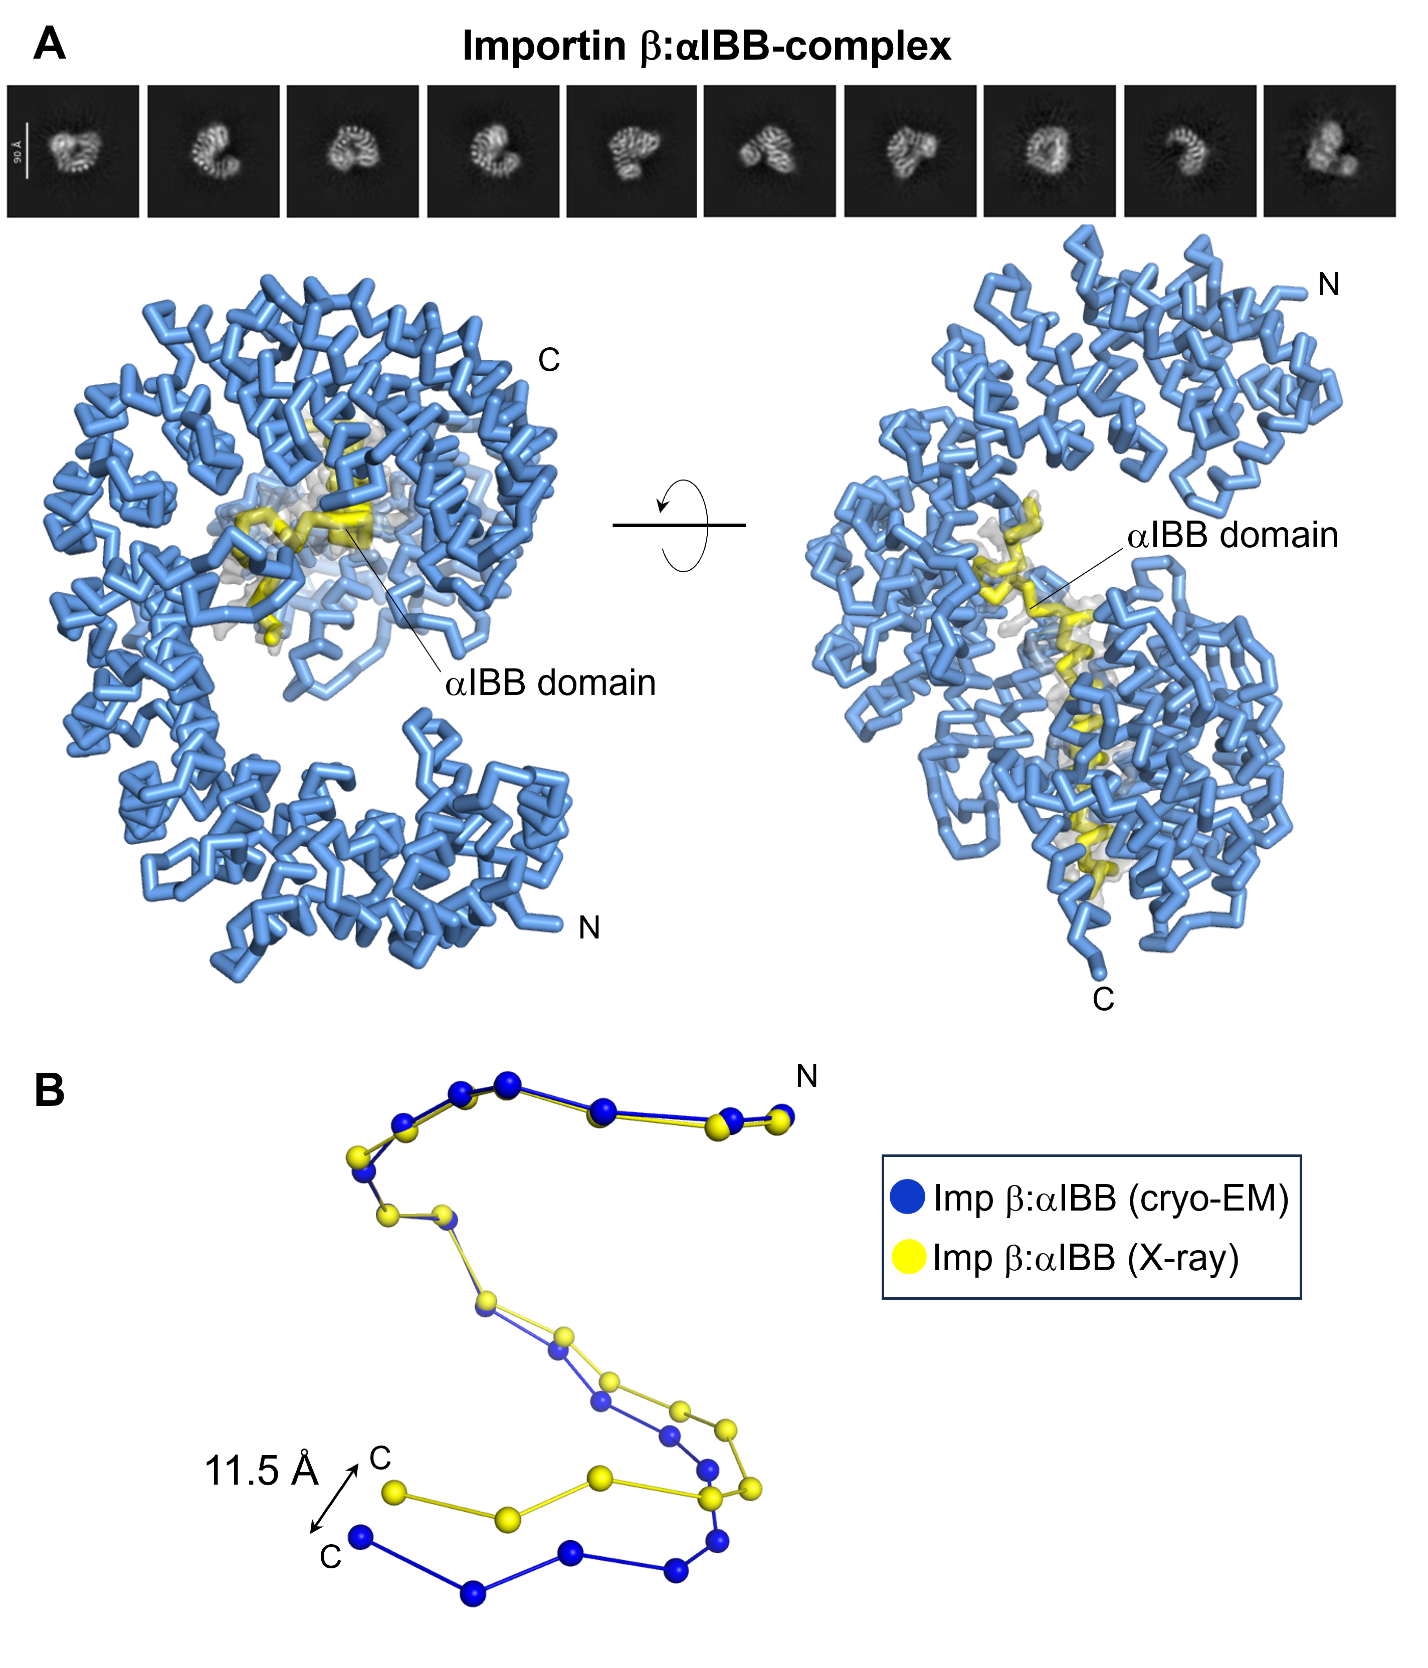 A
Importin β:αIBB-complex
90 Å
C
N
αIBB domain
αIBB domain
N
C
B
N
Imp β:αIBB (cryo-EM)
Imp β:αIBB (X-ray)
11.5 Å
C
C